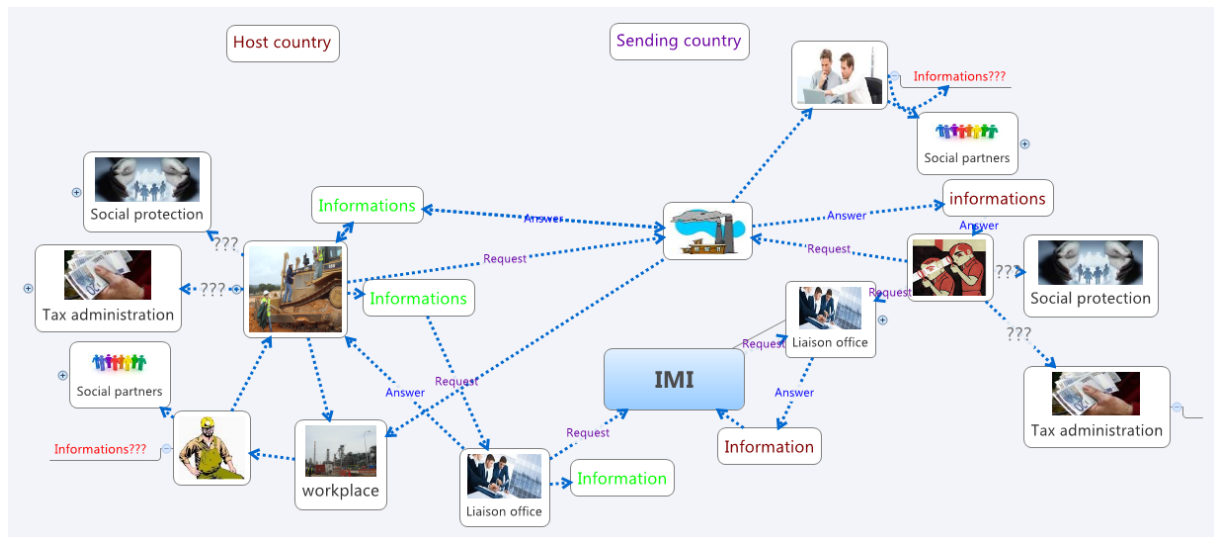 Host country
Sending country
Informations???
Social partners
Social protection
Informations
Answer
informations
Answer
Answer
Request
Request
???
???
???
Social protection
Tax administration
Informations
Request
Liaison office
Request
???
IMI
Social partners
Answer
Request
Answer
Tax administration
Request
Informations???
Information
workplace
Information
Liaison office